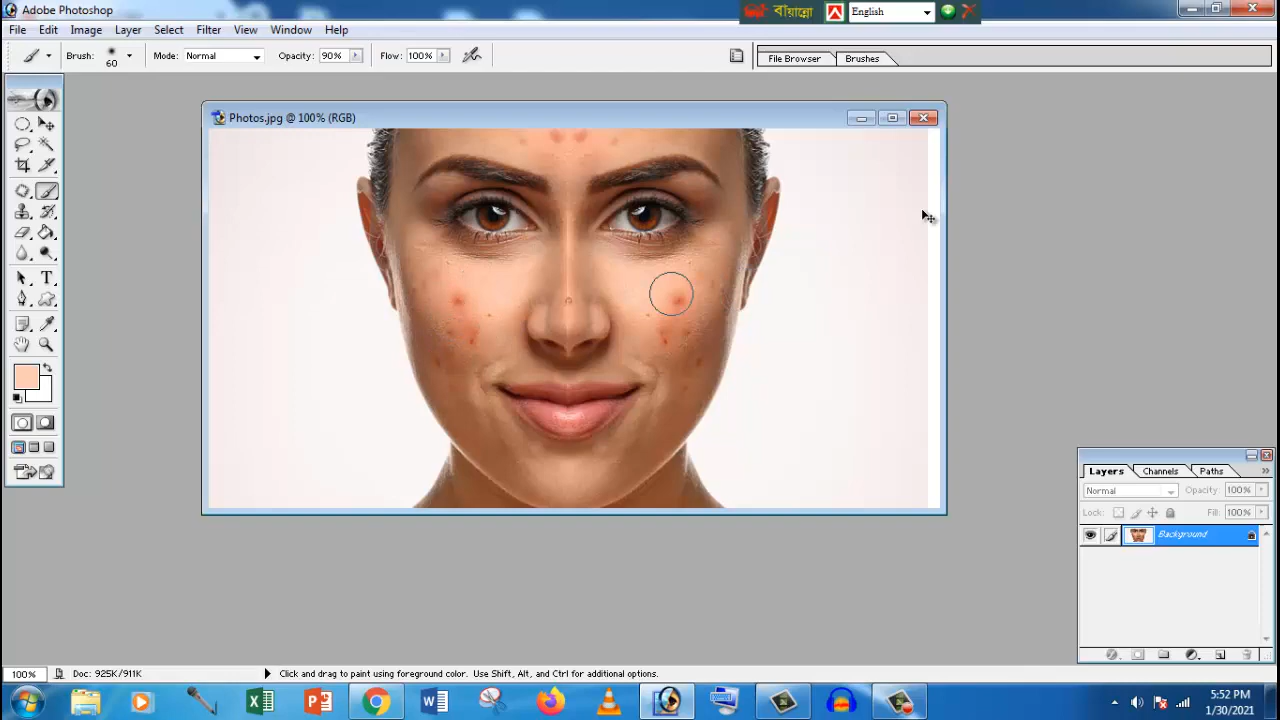 Adobe Photoshop
বাঁয়ান্নো
English
File Edit Image Layer Select Filter View Window Help
Brush: 60 Mode: Normal Opacity: 90% Flow: 100% File Browser Brushes
Photos.jpg @ 100% (RGB)
Layers Channels Paths
Normal Opacity: 100%
Lock: Fill: 100%
Background
100% Doc: 925K/911K Click and drag to paint using foreground color. Use Shift, Alt, and Ctrl for additional options.
5:52 PM
1/30/2021